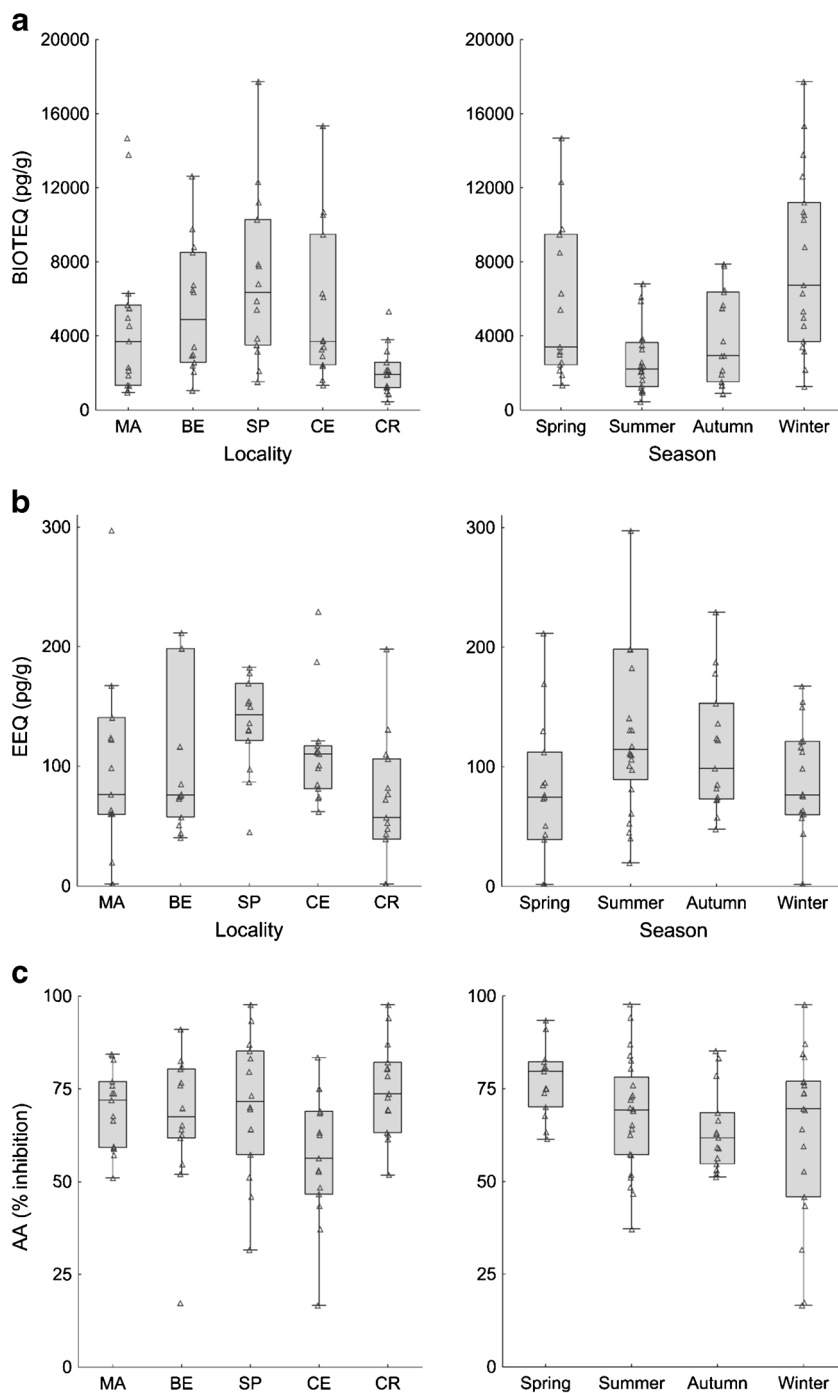 a
BIOTEQ (pg/g)
20000
16000
12000
8000
4000
0
MA BE SP CE CR
Locality
20000
16000
12000
8000
4000
0
Spring Summer Autumn Winter
Season
b
EEQ (pg/g)
300
200
100
0
MA BE SP CE CR
Locality
300
200
100
0
Spring Summer Autumn Winter
Season
c
AA (% inhibition)
100
75
50
25
0
MA BE SP CE CR
100
75
50
25
0
Spring Summer Autumn Winter